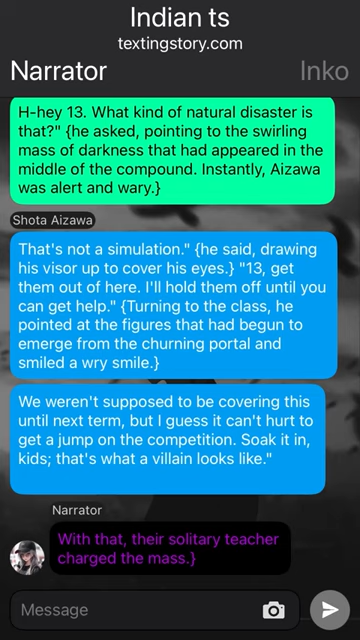 Indian ts
textingstory.com
Narrator
Inko
H-hey 13. What kind of natural disaster is
that?" {he asked, pointing to the swirling
mass of darkness that had appeared in the
middle of the compound. Instantly, Aizawa
was alert and wary.}
Shota Aizawa
That's not a simulation." {he said, drawing
his visor up to cover his eyes.} "13, get
them out of here. I'll hold them off until you
can get help." {Turning to the class, he
pointed at the figures that had begun to
emerge from the churning portal and
smiled a wry smile.}
We weren't supposed to be covering this
until next term, but I guess it can't hurt to
get a jump on the competition. Soak it in,
kids; that's what a villain looks like."
Narrator
With that, their solitary teacher
charged the mass.}
Message